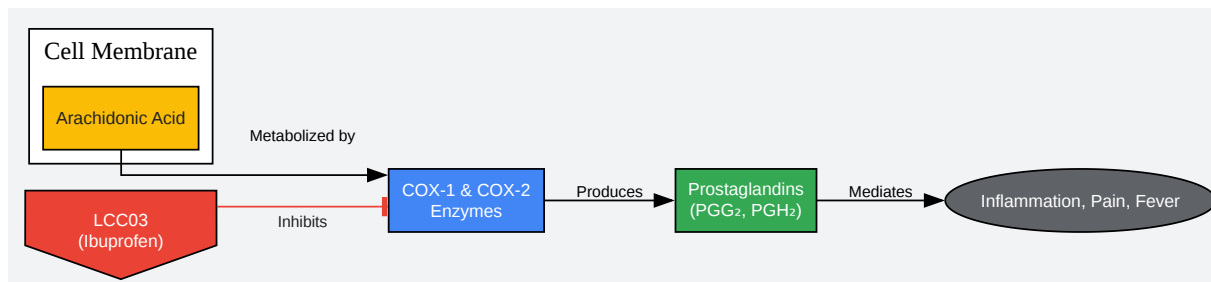 Cell Membrane
Arachidonic Acid
Metabolized by
LCC03
(Ibuprofen)
Inhibits
COX-1 & COX-2
Enzymes
Produces
Prostaglandins
(PGG₂, PGH₂)
Mediates
Inflammation, Pain, Fever